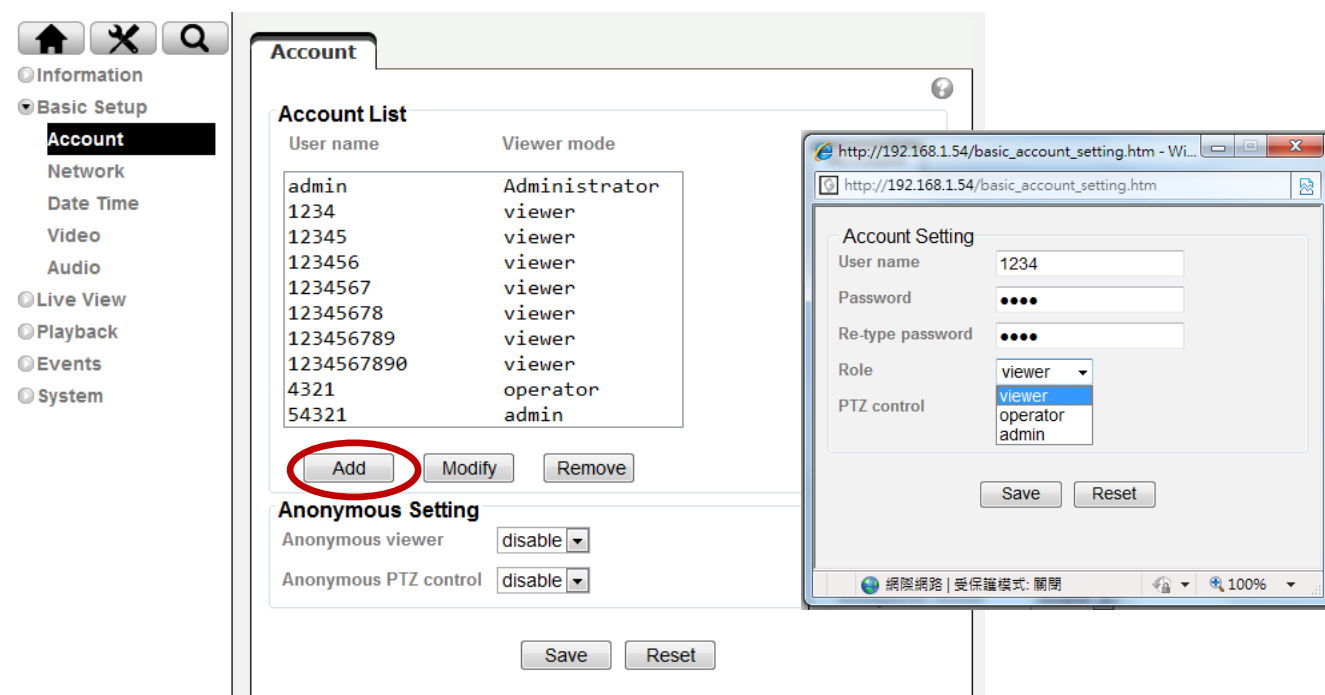 Information
Basic Setup
Account
Network
Date Time
Video
Audio
Live View
Playback
Events
System
Account
Account List
User name Viewer mode
admin Administrator
1234 viewer
12345 viewer
123456 viewer
1234567 viewer
12345678 viewer
123456789 viewer
1234567890 viewer
4321 operator
54321 admin
Add Modify Remove
Anonymous Setting
Anonymous viewer disable
Anonymous PTZ control disable
Save Reset
http://192.168.1.54/basic_account_setting.htm - Wi...
http://192.168.1.54/basic_account_setting.htm
Account Setting
User name 1234
Password ••••
Re-type password ••••
Role viewer
viewer
PTZ control
operator
admin
Save Reset
網際網路 | 受保護模式: 關閉 100%